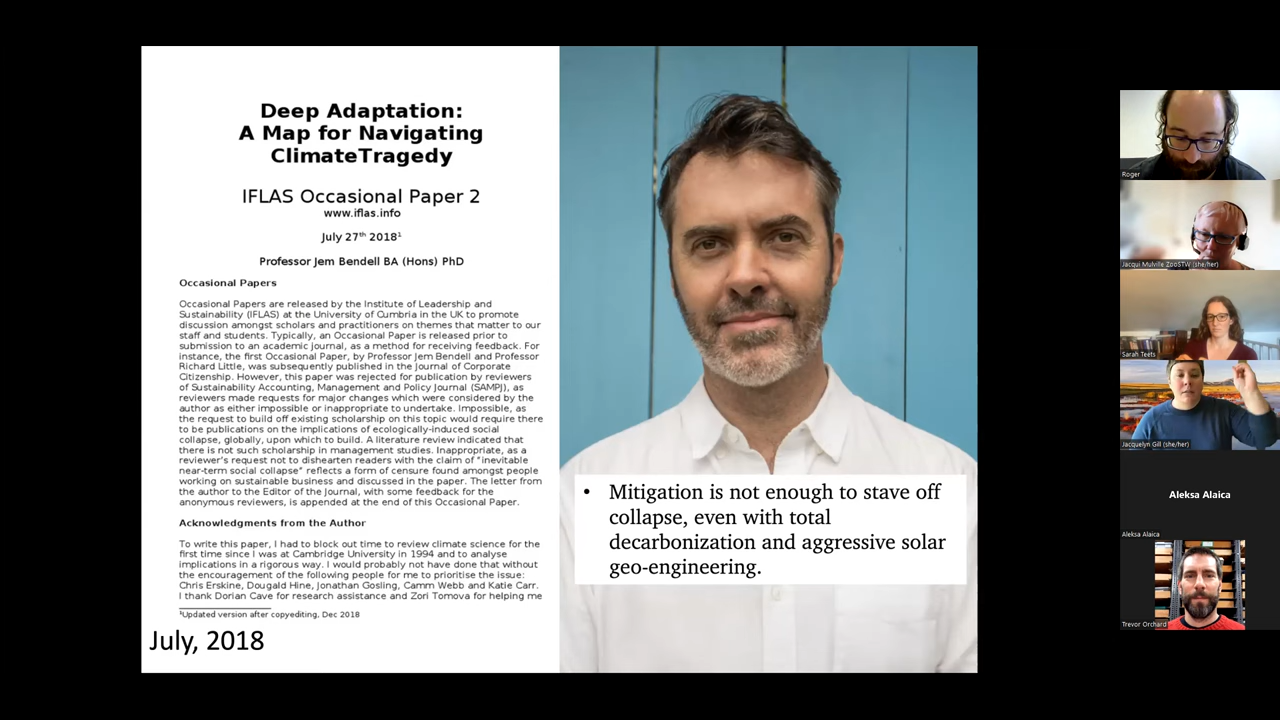 Deep Adaptation:
A Map for Navigating
ClimateTragedy
IFLAS Occasional Paper 2
www.iflas.info
July 27th 2018¹
Professor Jem Bendell BA (Hons) PhD
Occasional Papers
Occasional Papers are released by the Institute of Leadership and
Sustainability (IFLAS) at the University of Cumbria in the UK to promote
discussion amongst scholars and practitioners on themes that matter to our
staff and students. Typically, an Occasional Paper is released prior to
submission to an academic journal, as a method for receiving feedback. For
instance, the first Occasional Paper, by Professor Jem Bendell and Professor
Richard Little, was subsequently published in the Journal of Corporate
Citizenship. However, this paper was rejected for publication by reviewers
of Sustainability Accounting, Management and Policy Journal (SAMPJ), as
reviewers made requests for major changes which were considered by the
author as either impossible or inappropriate to undertake. Impossible, as
the request to build off existing scholarship on this topic would require there
to be publications on the implications of ecologically-induced social
collapse, globally, upon which to build. A literature review indicated that
there is not such scholarship in management studies. Inappropriate, as a
reviewer's request not to dishearten readers with the claim of "inevitable
near-term social collapse" reflects a form of censure found amongst people
working on sustainable business and discussed in the paper. The letter from
the author to the Editor of the Journal, with some feedback for the
anonymous reviewers, is appended at the end of this Occasional Paper.
Acknowledgments from the Author
To write this paper, I had to block out time to review climate science for the
first time since I was at Cambridge University in 1994 and to analyse
implications in a rigorous way. I would probably not have done that without
the encouragement of the following people for me to prioritise the issue:
Chris Erskine, Dougald Hine, Jonathan Gosling, Camm Webb and Katie Carr.
I thank Dorian Cave for research assistance and Zori Tomova for helping me
¹Updated version after copyediting, Dec 2018
July, 2018
• Mitigation is not enough to stave off
collapse, even with total
decarbonization and aggressive solar
geo-engineering.
Roger
Jacqui Mulville ZooSTW (she/her)
Sarah Teets
Jacquelyn Gill (she/her)
Aleksa Alaica
Aleksa Alaica
Trevor Orchard